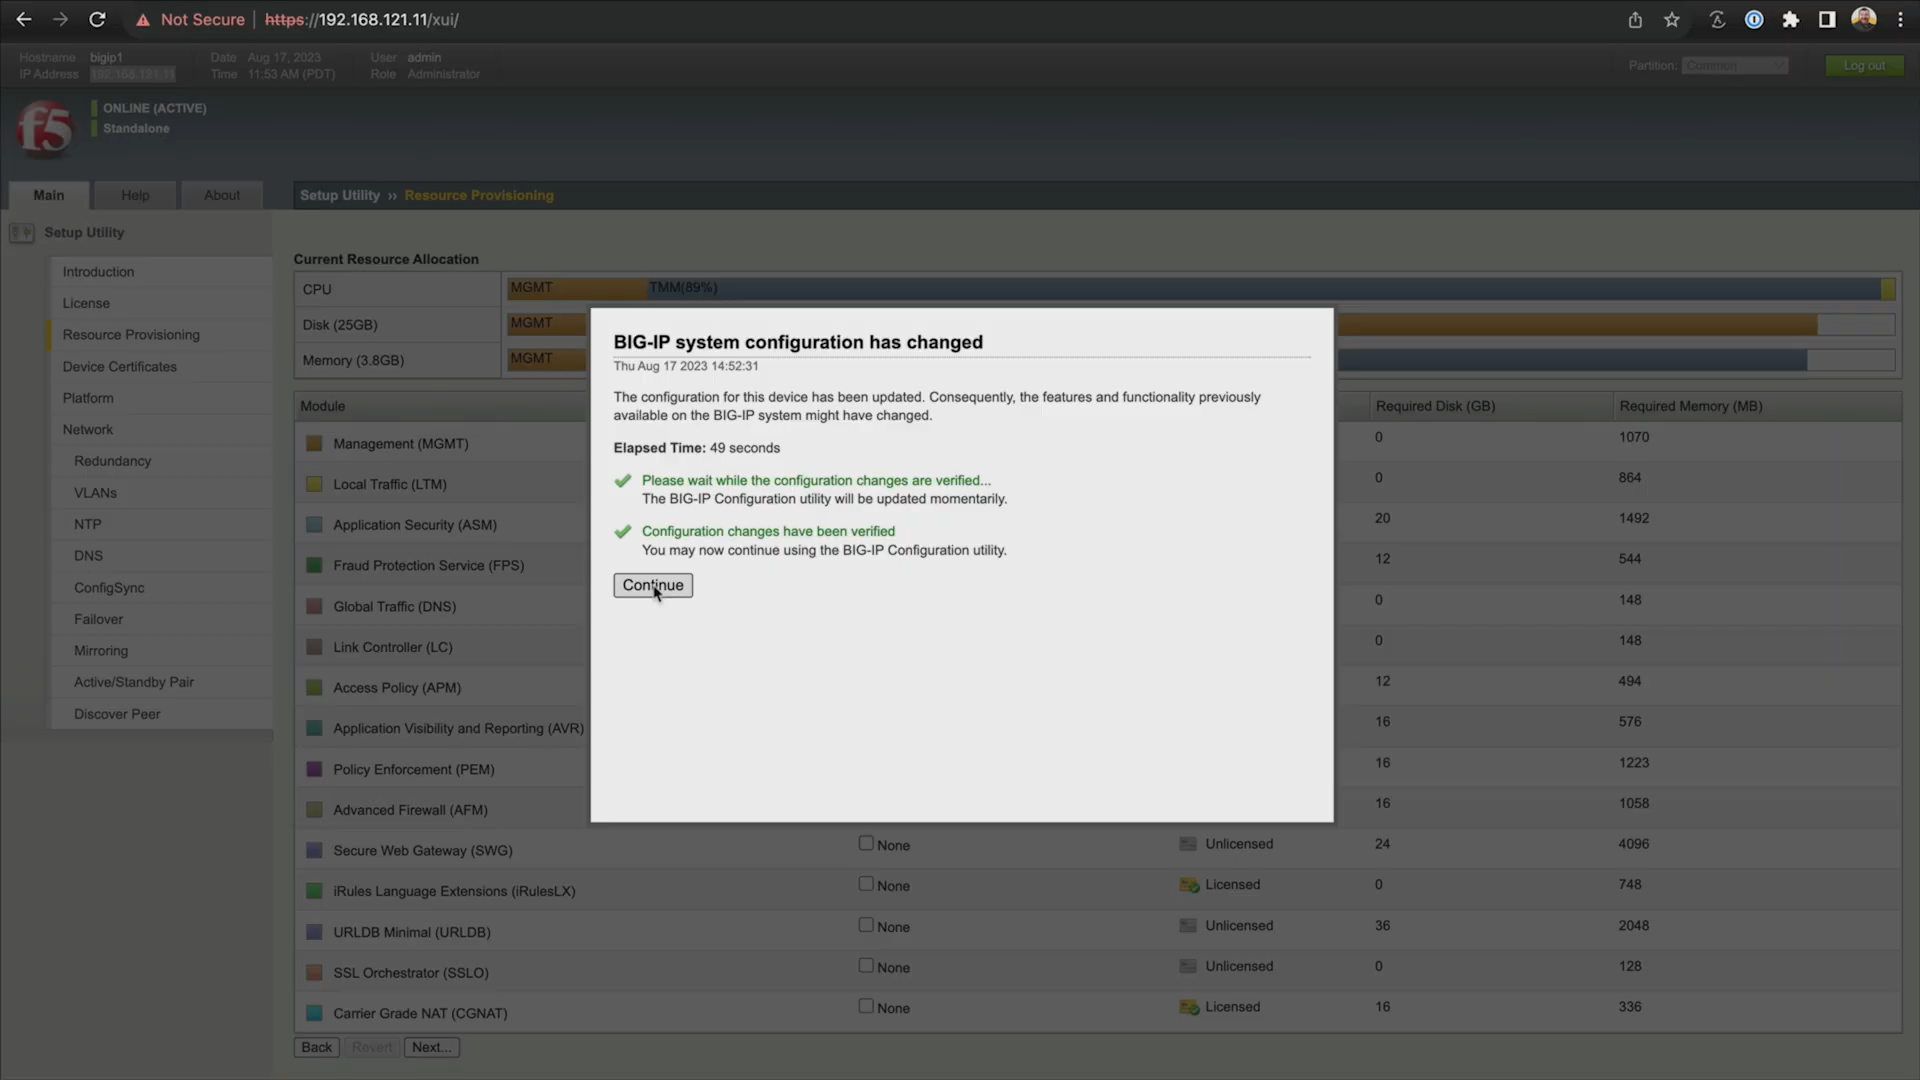 Not Secure | https://192.168.121.11/xui/
Hostname bigip1
IP Address 192.168.121.11
Date Aug 17, 2023
Time 11:53 AM (PDT)
User admin
Role Administrator
Partition: Common
Log out
f5
ONLINE (ACTIVE)
Standalone
Main
Help
About
Setup Utility ›› Resource Provisioning
Setup Utility
Introduction
License
Resource Provisioning
Device Certificates
Platform
Network
Redundancy
VLANs
NTP
DNS
ConfigSync
Failover
Mirroring
Active/Standby Pair
Discover Peer
Current Resource Allocation
CPU MGMT TMM(89%)
Disk (25GB) MGMT
Memory (3.8GB) MGMT
BIG-IP system configuration has changed
Thu Aug 17 2023 14:52:31
The configuration for this device has been updated. Consequently, the features and functionality previously
available on the BIG-IP system might have changed.
Elapsed Time: 49 seconds
Please wait while the configuration changes are verified...
The BIG-IP Configuration utility will be updated momentarily.
Configuration changes have been verified
You may now continue using the BIG-IP Configuration utility.
Continue
Module Required Disk (GB) Required Memory (MB)
Management (MGMT) 0 1070
Local Traffic (LTM) 0 864
Application Security (ASM) 20 1492
Fraud Protection Service (FPS) 12 544
Global Traffic (DNS) 0 148
Link Controller (LC) 0 148
Access Policy (APM) 12 494
Application Visibility and Reporting (AVR) 16 576
Policy Enforcement (PEM) 16 1223
Advanced Firewall (AFM) 16 1058
Secure Web Gateway (SWG) None Unlicensed 24 4096
iRules Language Extensions (iRulesLX) None Licensed 0 748
URLDB Minimal (URLDB) None Unlicensed 36 2048
SSL Orchestrator (SSLO) None Unlicensed 0 128
Carrier Grade NAT (CGNAT) None Licensed 16 336
Back Revert Next...